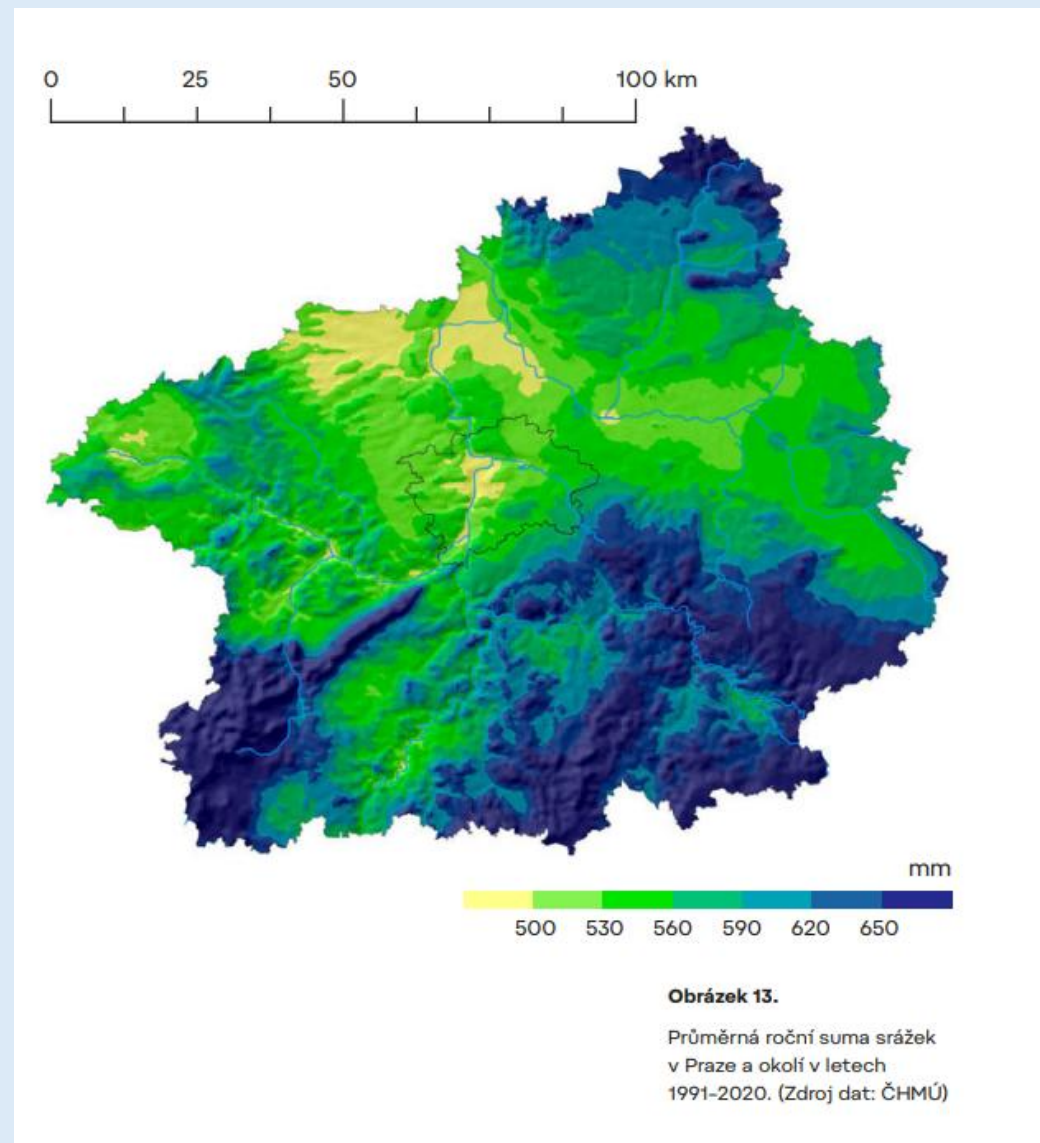 0 25 50 100 km
mm
500 530 560 590 620 650
Obrázek 13.
Průměrná roční suma srážek
v Praze a okolí v letech
1991–2020. (Zdroj dat: ČHMÚ)